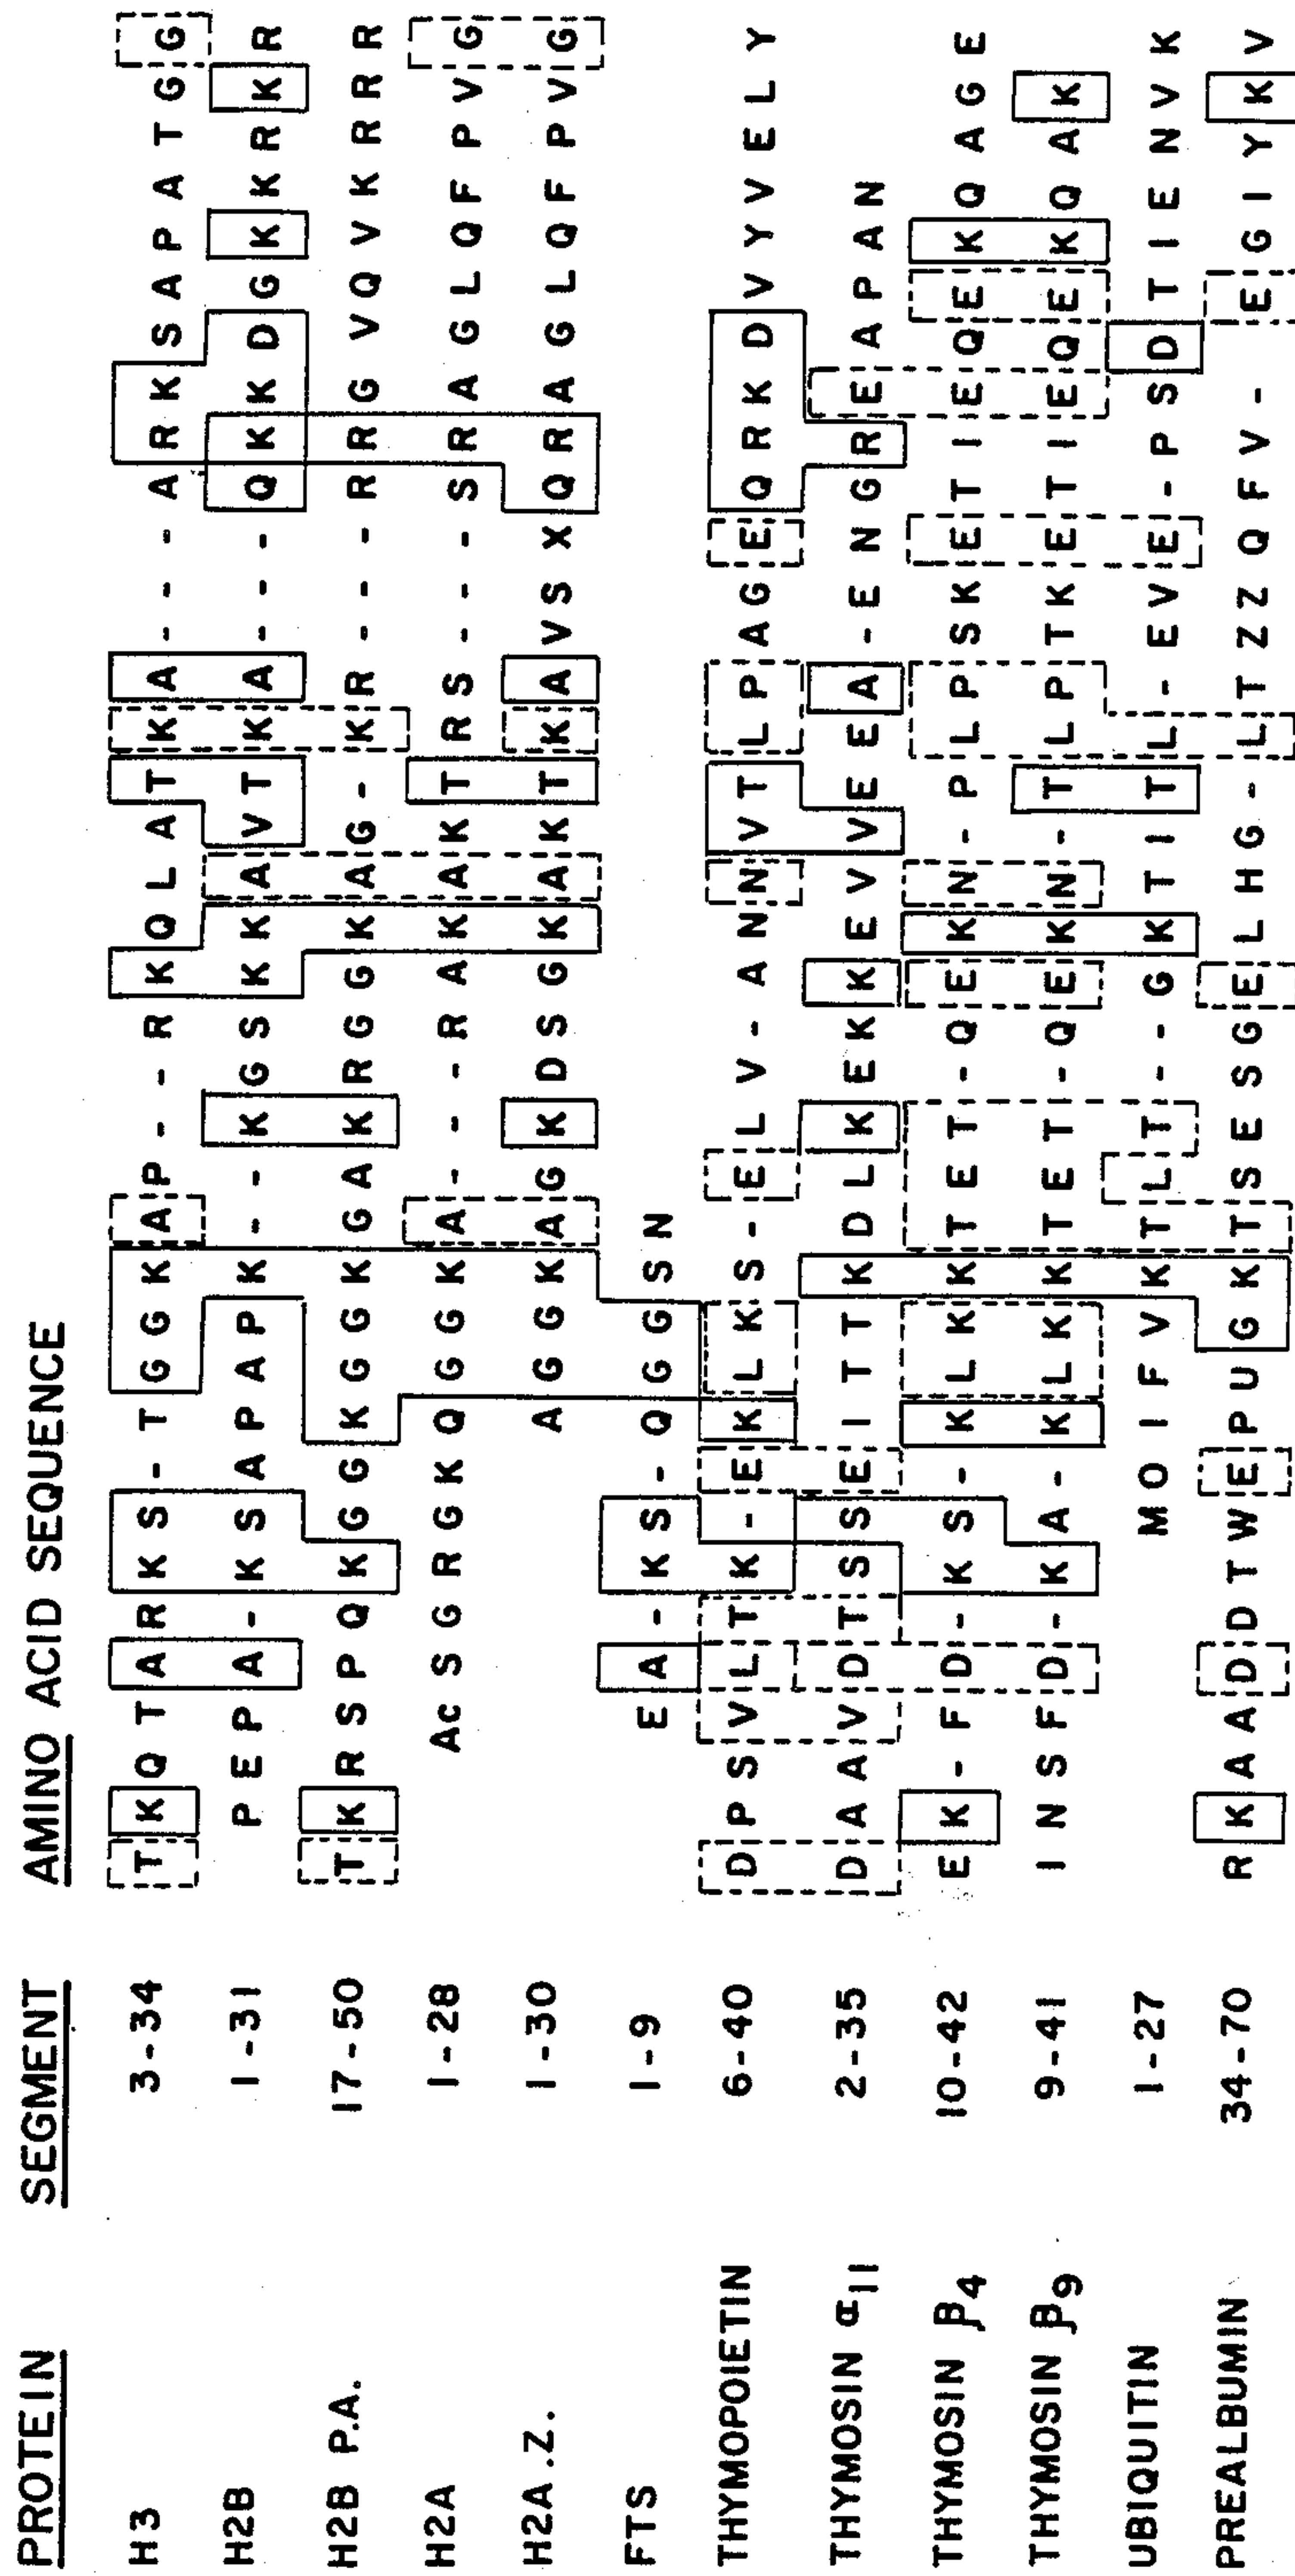 PROTEIN SEGMENT AMINO ACID SEQUENCE
H3 3-34 T K Q T A R K S - T G G K A P - - R K Q L A T K A - - - A R K S A P A T G G
H2B 1-31 P E P A - K S A P A P K - - K G S K K A V T K A - - - Q K K D G K K R K R
H2B P.A. 17-50 T K R S P Q K G G K G G K G A K R G G K A G - K R - - - R R G V Q V K R R R
H2A 1-28 Ac S G R G K Q G G K A - - - R A K A K T R S - - - S R A G L Q F P V G
H2A.Z. 1-30 A G G K A G K D S G K A K T K A V S X Q R A G L Q F P V G
FTS 1-9 E A - K S - Q G G S N
THYMOPOIETIN 6-40 D P S V L T K - E K L K S - E L V - A N N V T L P A G E Q R K D V Y V E L Y
THYMOSIN α11 2-35 D A A V D T S S E I T T K D L K E K K E V V E E A - E N G R E A P A N
THYMOSIN β4 10-42 E K - F D - K S - K L K K T E T - Q E K N - P L P S K E T I E Q E K Q A G E
THYMOSIN β9 9-41 I N S F D - K A - K L K K T E T - Q E K N - T L P T K E T I E Q E K Q A K
UBIQUITIN 1-27 M O I F V K T L T - - G K T I T L - E V E - P S D T I E N V K
PREALBUMIN 34-70 R K A A D D T W E P U G K T S E S G E L H G - L T Z Z Q F V - E G I Y K V